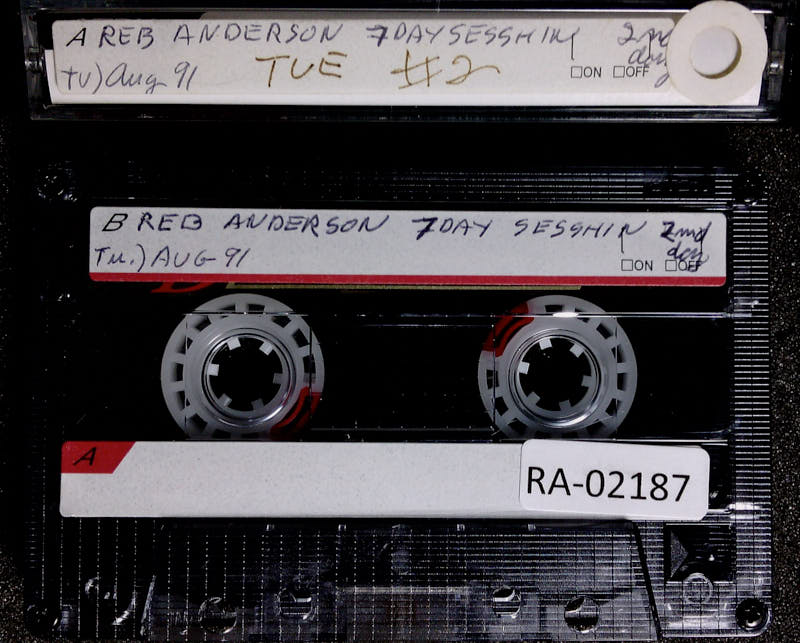 A REB ANDERSON 7DAY SESSHIN 2nd day
(TU) Aug 91 TUE #2
□ON □OFF
B REB ANDERSON 7DAY SESSHIN 2nd day
Tu.) AUG 91
□ON □OFF
A
RA-02187